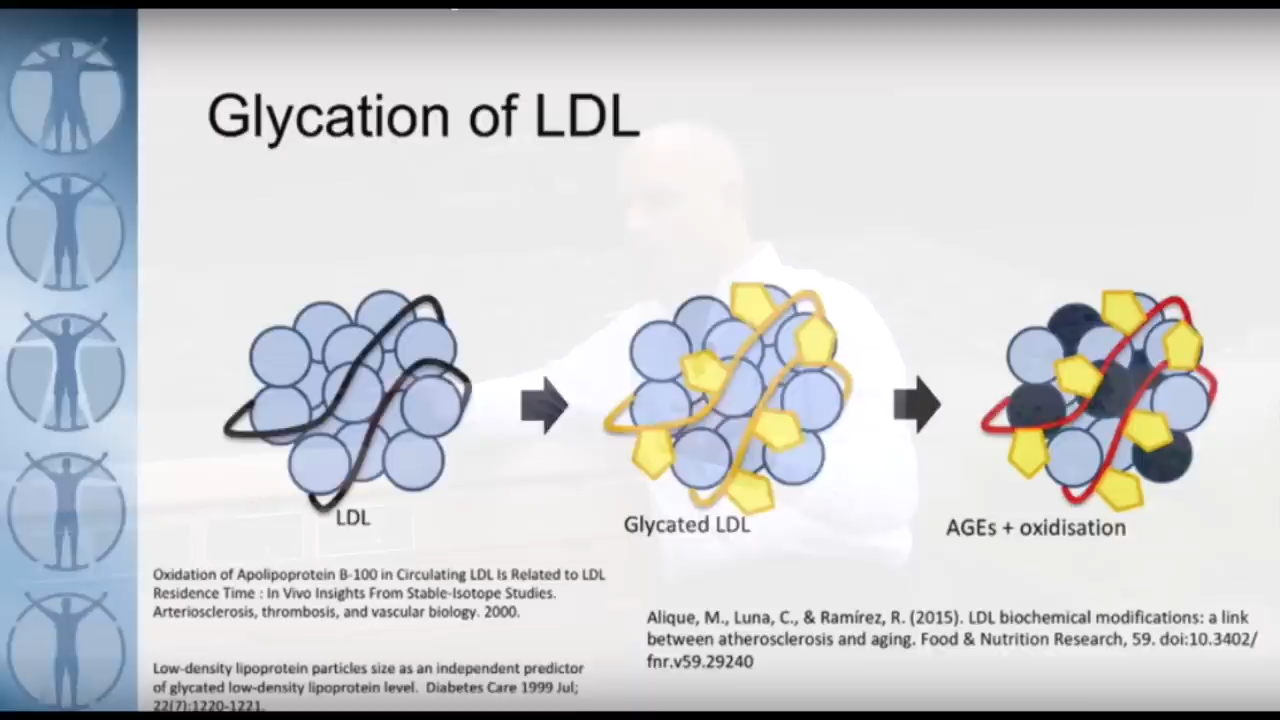 Glycation of LDL
LDL
Glycated LDL
AGEs + oxidisation
Oxidation of Apolipoprotein B-100 in Circulating LDL Is Related to LDL
Residence Time : In Vivo Insights From Stable-Isotope Studies.
Arteriosclerosis, thrombosis, and vascular biology. 2000.
Low-density lipoprotein particles size as an independent predictor
of glycated low-density lipoprotein level.  Diabetes Care 1999 Jul;
22(7):1220-1221.
Alique, M., Luna, C., & Ramírez, R. (2015). LDL biochemical modifications: a link
between atherosclerosis and aging. Food & Nutrition Research, 59. doi:10.3402/
fnr.v59.29240